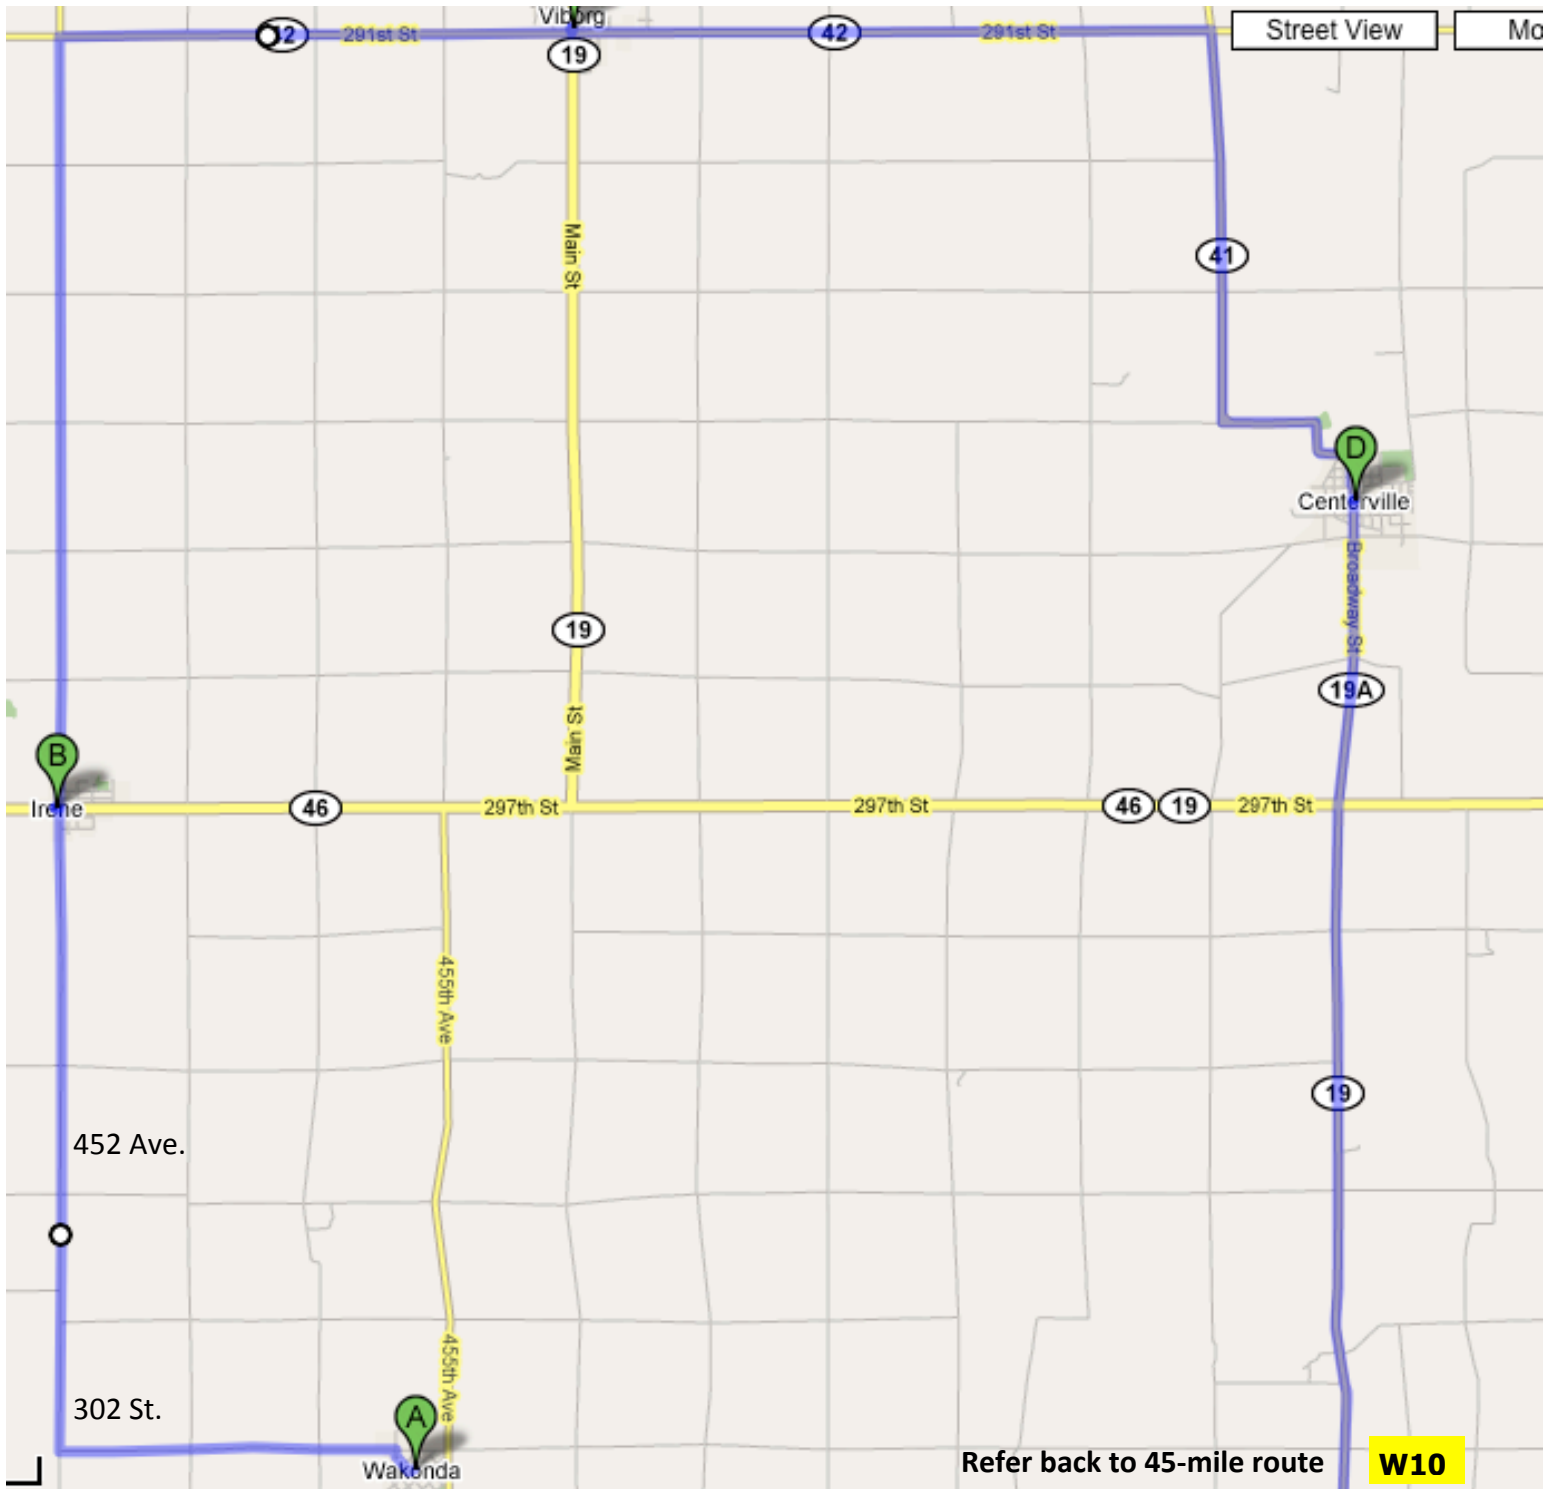 Viborg
42
291st St
42
291st St
19
Street View
Mo
Main St
41
D
Centerville
Broadway St
19
19A
Main St
B
Irene
46
297th St
297th St
46
19
297th St
455th Ave
19
452 Ave.
455th Ave
302 St.
A
Wakonda
Refer back to 45-mile route
W10